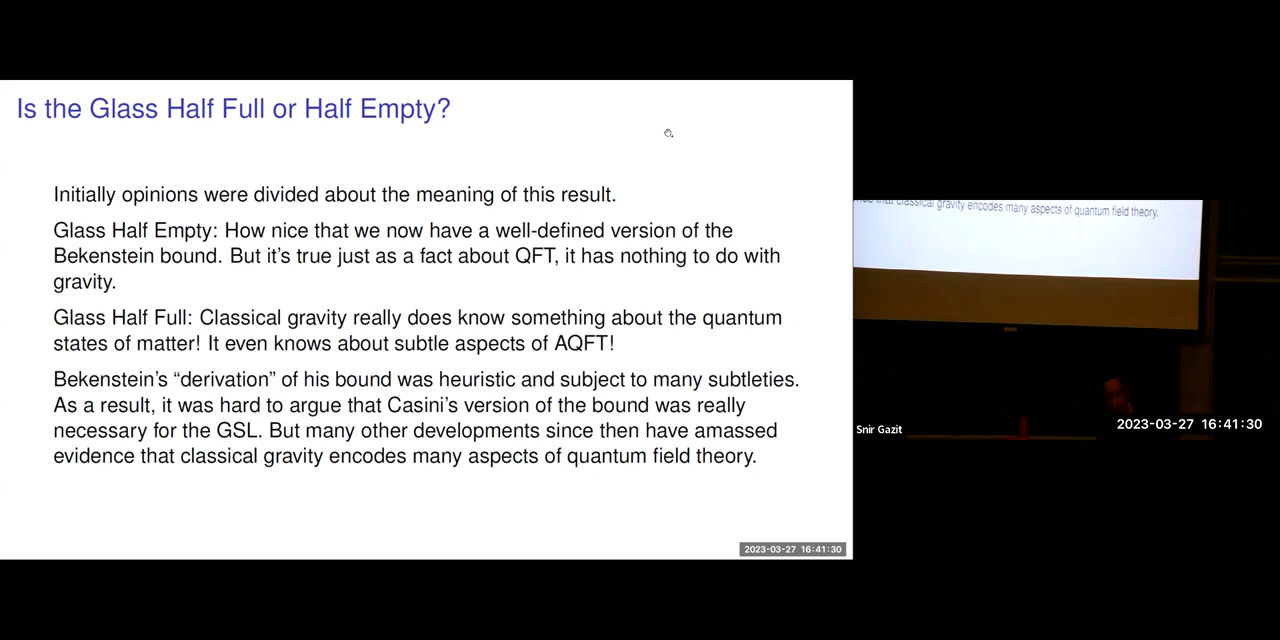 Is the Glass Half Full or Half Empty?
Initially opinions were divided about the meaning of this result.
Glass Half Empty: How nice that we now have a well-defined version of the
Bekenstein bound. But it's true just as a fact about QFT, it has nothing to do with
gravity.
Glass Half Full: Classical gravity really does know something about the quantum
states of matter! It even knows about subtle aspects of AQFT!
Bekenstein's “derivation” of his bound was heuristic and subject to many subtleties.
As a result, it was hard to argue that Casini's version of the bound was really
necessary for the GSL. But many other developments since then have amassed
evidence that classical gravity encodes many aspects of quantum field theory.
2023-03-27 16:41:30
that classical gravity encodes many aspects of quantum field theory.
Snir Gazit
2023-03-27 16:41:30